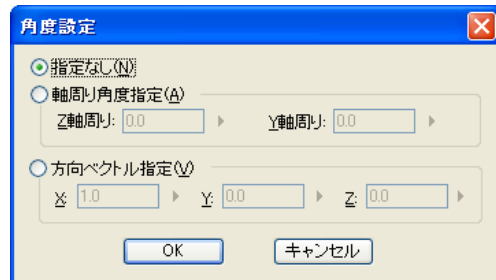 角度設定
指定なし(N)
軸周り角度指定(A)
Z軸周り: 0.0 Y軸周り: 0.0
方向ベクトル指定(V)
X: 1.0 Y: 0.0 Z: 0.0
OK キャンセル